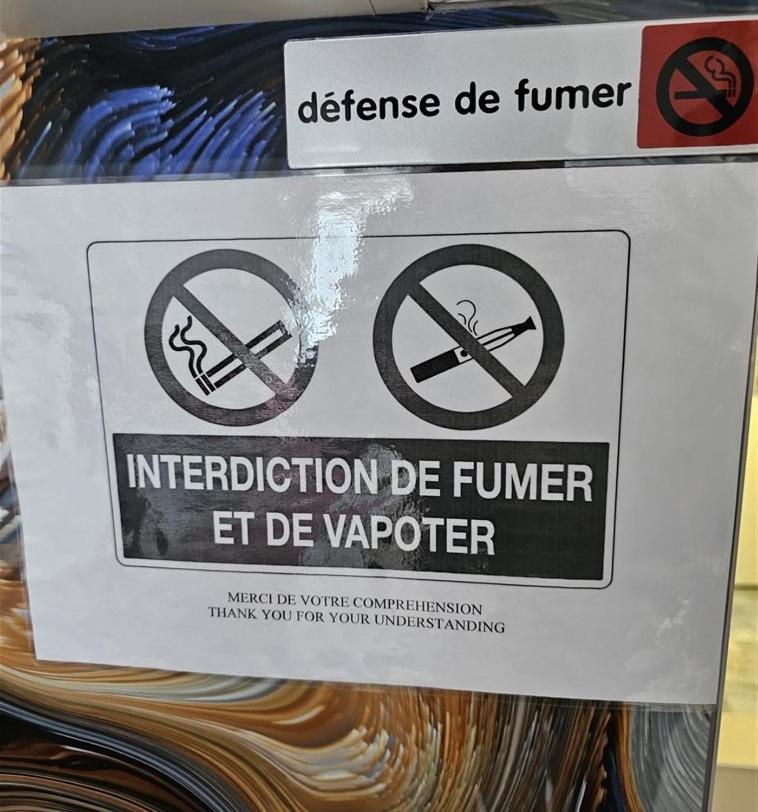 défense de fumer
INTERDICTION DE FUMER
ET DE VAPOTER
MERCI DE VOTRE COMPREHENSION
THANK YOU FOR YOUR UNDERSTANDING